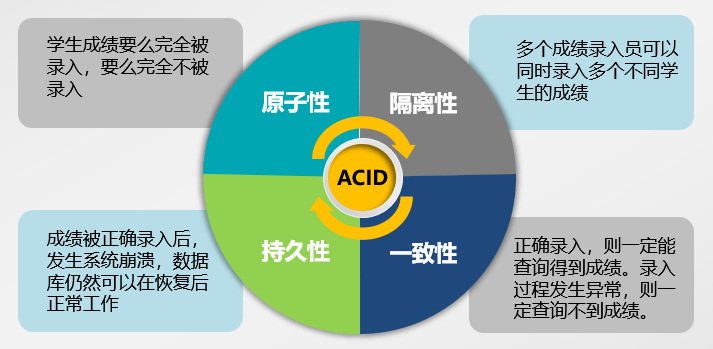 学生成绩要么完全被
录入，要么完全不被
录入
多个成绩录入员可以
同时录入多个不同学
生的成绩
原子性
隔离性
ACID
持久性
一致性
成绩被正确录入后，
发生系统崩溃，数据
库仍然可以在恢复后
正常工作
正确录入，则一定能
查询得到成绩。录入
过程发生异常，则一
定查询不到成绩。